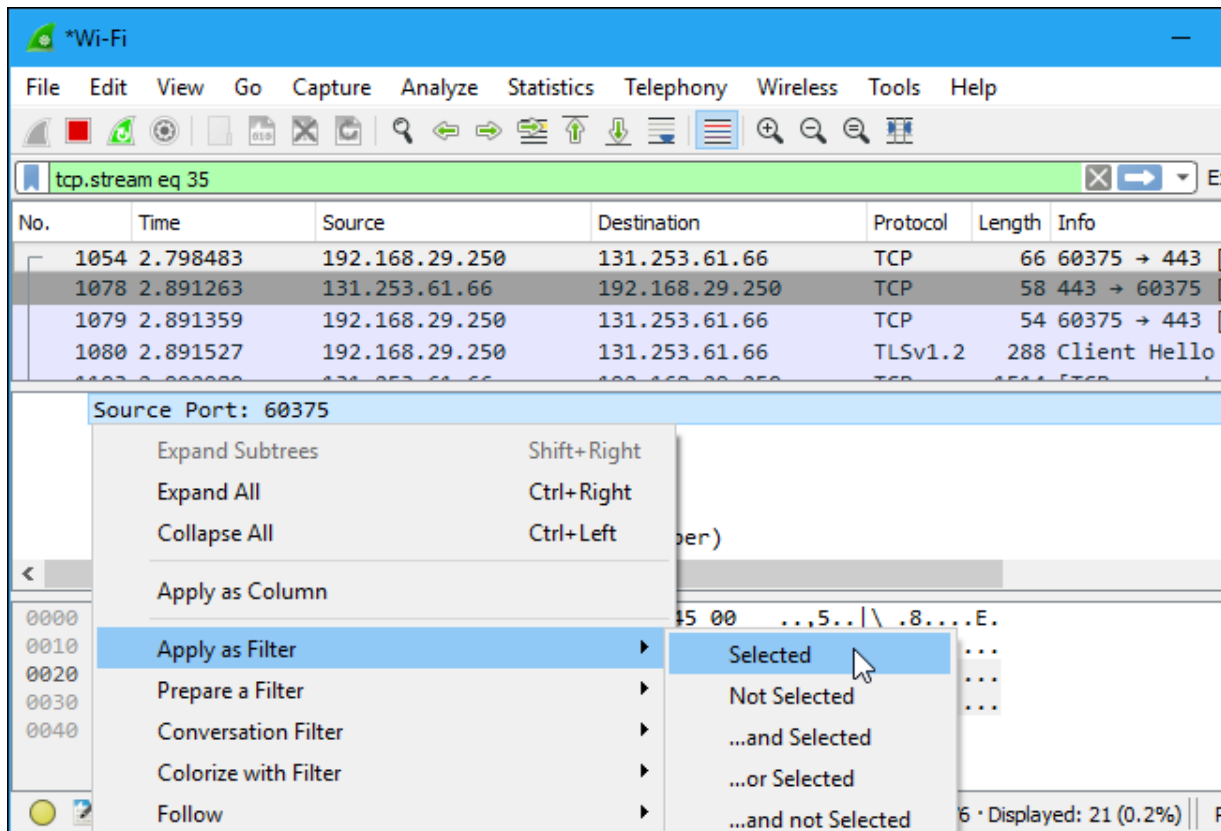 *Wi-Fi
File Edit View Go Capture Analyze Statistics Telephony Wireless Tools Help
tcp.stream eq 35
No. Time Source Destination Protocol Length Info
1054 2.798483 192.168.29.250 131.253.61.66 TCP 66 60375 → 443 [
1078 2.891263 131.253.61.66 192.168.29.250 TCP 58 443 → 60375 [
1079 2.891359 192.168.29.250 131.253.61.66 TCP 54 60375 → 443 [
1080 2.891527 192.168.29.250 131.253.61.66 TLSv1.2 288 Client Hello
Source Port: 60375
Expand Subtrees Shift+Right
Expand All Ctrl+Right
Collapse All Ctrl+Left
ber)
Apply as Column
0000 45 00 ..,5..|\ .8....E.
0010 Apply as Filter Selected ...
0020 Prepare a Filter Not Selected ...
0030 Conversation Filter ...and Selected ...
0040 Colorize with Filter ...or Selected
Follow ...and not Selected 6 · Displayed: 21 (0.2%)